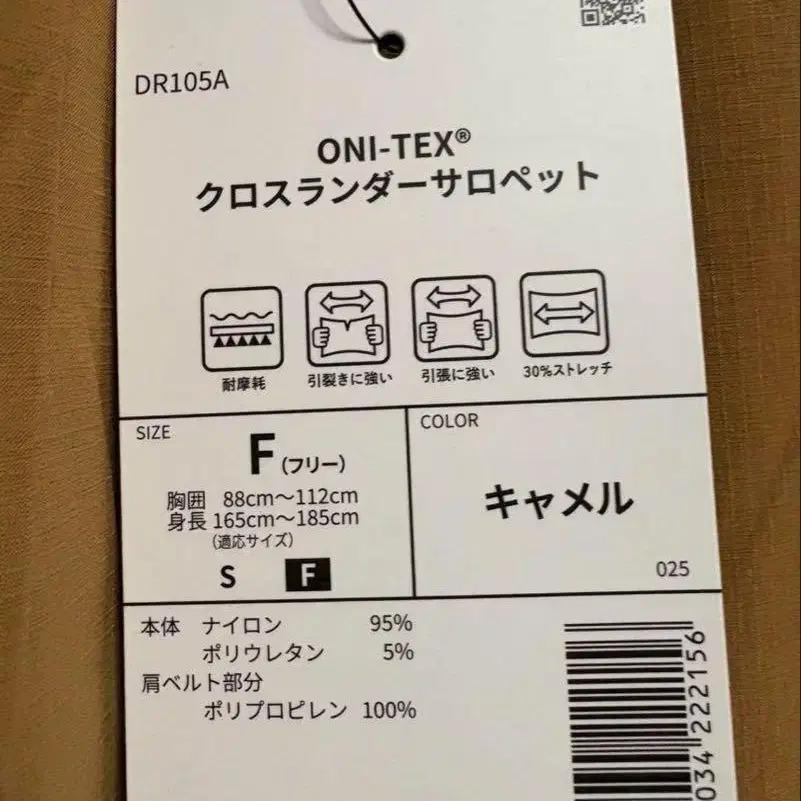 DR105A
ONI-TEX®
クロスランダーサロペット
耐摩耗 引裂きに強い 引張に強い 30%ストレッチ
SIZE
F (フリー)
胸囲 88cm〜112cm
身長 165cm〜185cm
(適応サイズ)
S F
COLOR
キャメル
025
本体 ナイロン 95%
ポリウレタン 5%
肩ベルト部分
ポリプロピレン 100%
034 222156